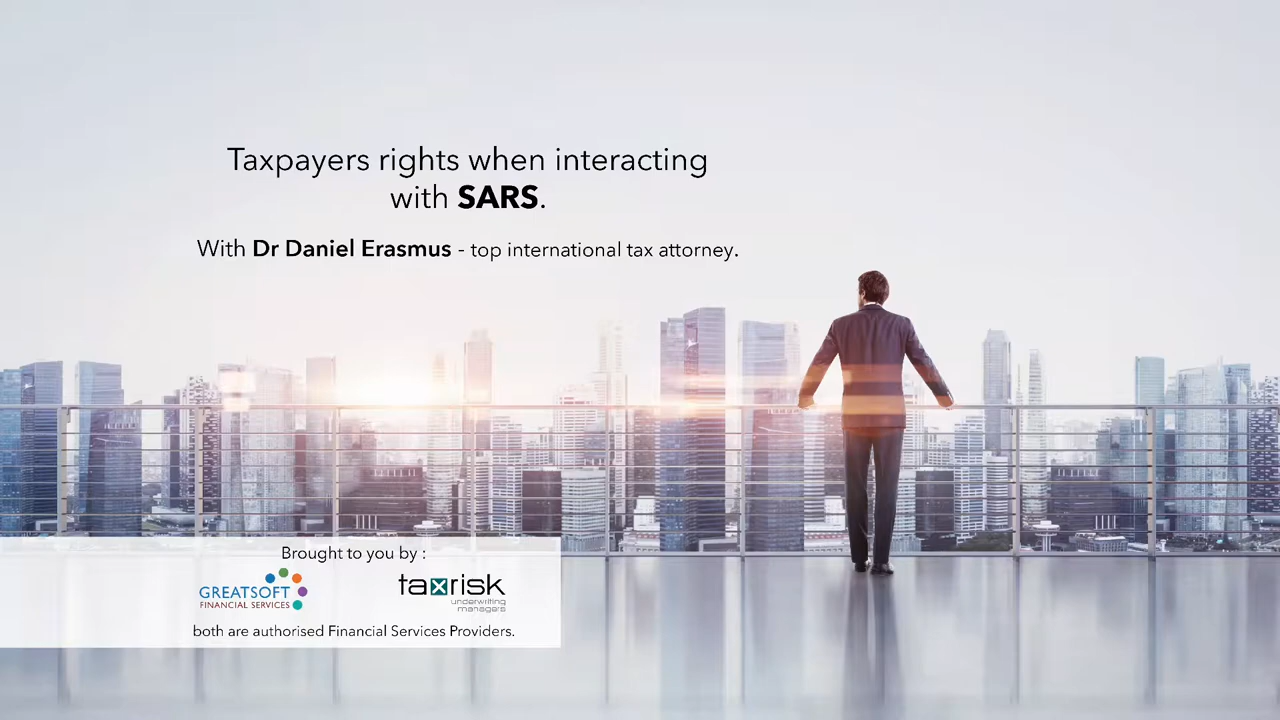 Taxpayers rights when interacting
with SARS.
With Dr Daniel Erasmus - top international tax attorney.
Brought to you by :
GREATSOFT
FINANCIAL SERVICES
taxrisk
underwriting
managers
both are authorised Financial Services Providers.